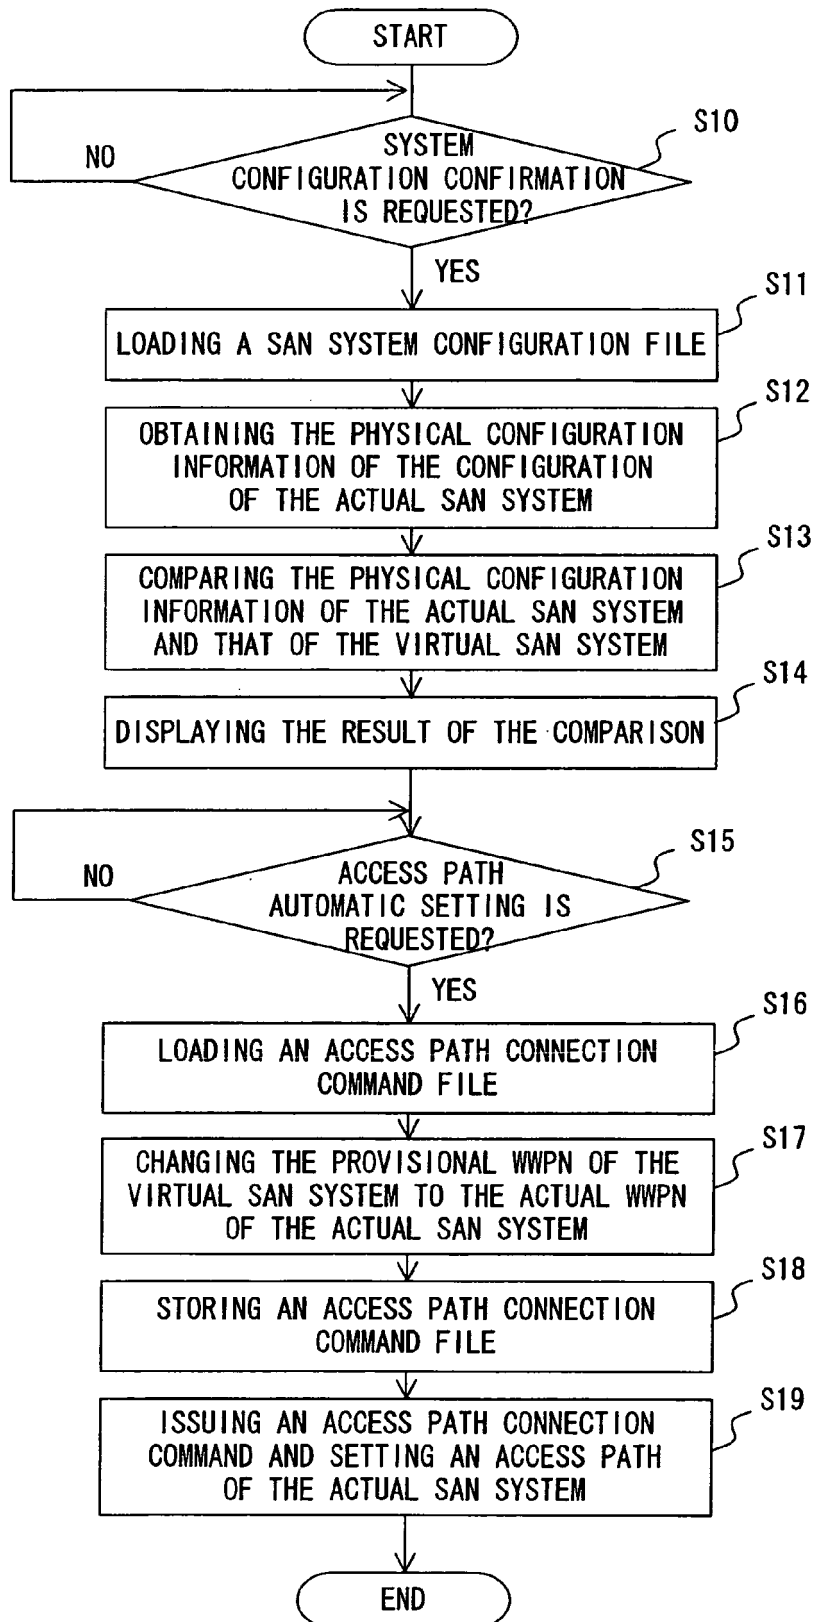 START
S10
NO
SYSTEM
CONFIGURATION CONFIRMATION
IS REQUESTED?
YES
S11
LOADING A SAN SYSTEM CONFIGURATION FILE
S12
OBTAINING THE PHYSICAL CONFIGURATION
INFORMATION OF THE CONFIGURATION
OF THE ACTUAL SAN SYSTEM
S13
COMPARING THE PHYSICAL CONFIGURATION
INFORMATION OF THE ACTUAL SAN SYSTEM
AND THAT OF THE VIRTUAL SAN SYSTEM
S14
DISPLAYING THE RESULT OF THE COMPARISON
S15
NO
ACCESS PATH
AUTOMATIC SETTING IS
REQUESTED?
YES
S16
LOADING AN ACCESS PATH CONNECTION
COMMAND FILE
S17
CHANGING THE PROVISIONAL WWPN OF THE
VIRTUAL SAN SYSTEM TO THE ACTUAL WWPN
OF THE ACTUAL SAN SYSTEM
S18
STORING AN ACCESS PATH CONNECTION
COMMAND FILE
S19
ISSUING AN ACCESS PATH CONNECTION
COMMAND AND SETTING AN ACCESS PATH
OF THE ACTUAL SAN SYSTEM
END